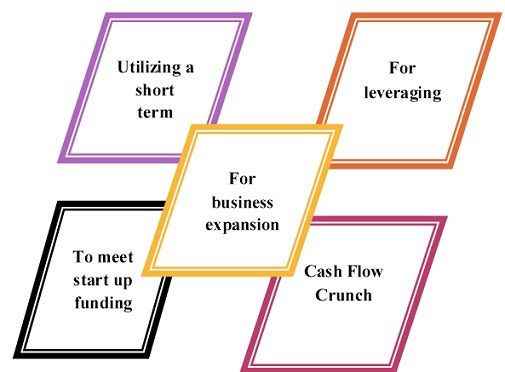 Utilizing a
short
term
For
leveraging
For
business
expansion
To meet
start up
funding
Cash Flow
Crunch